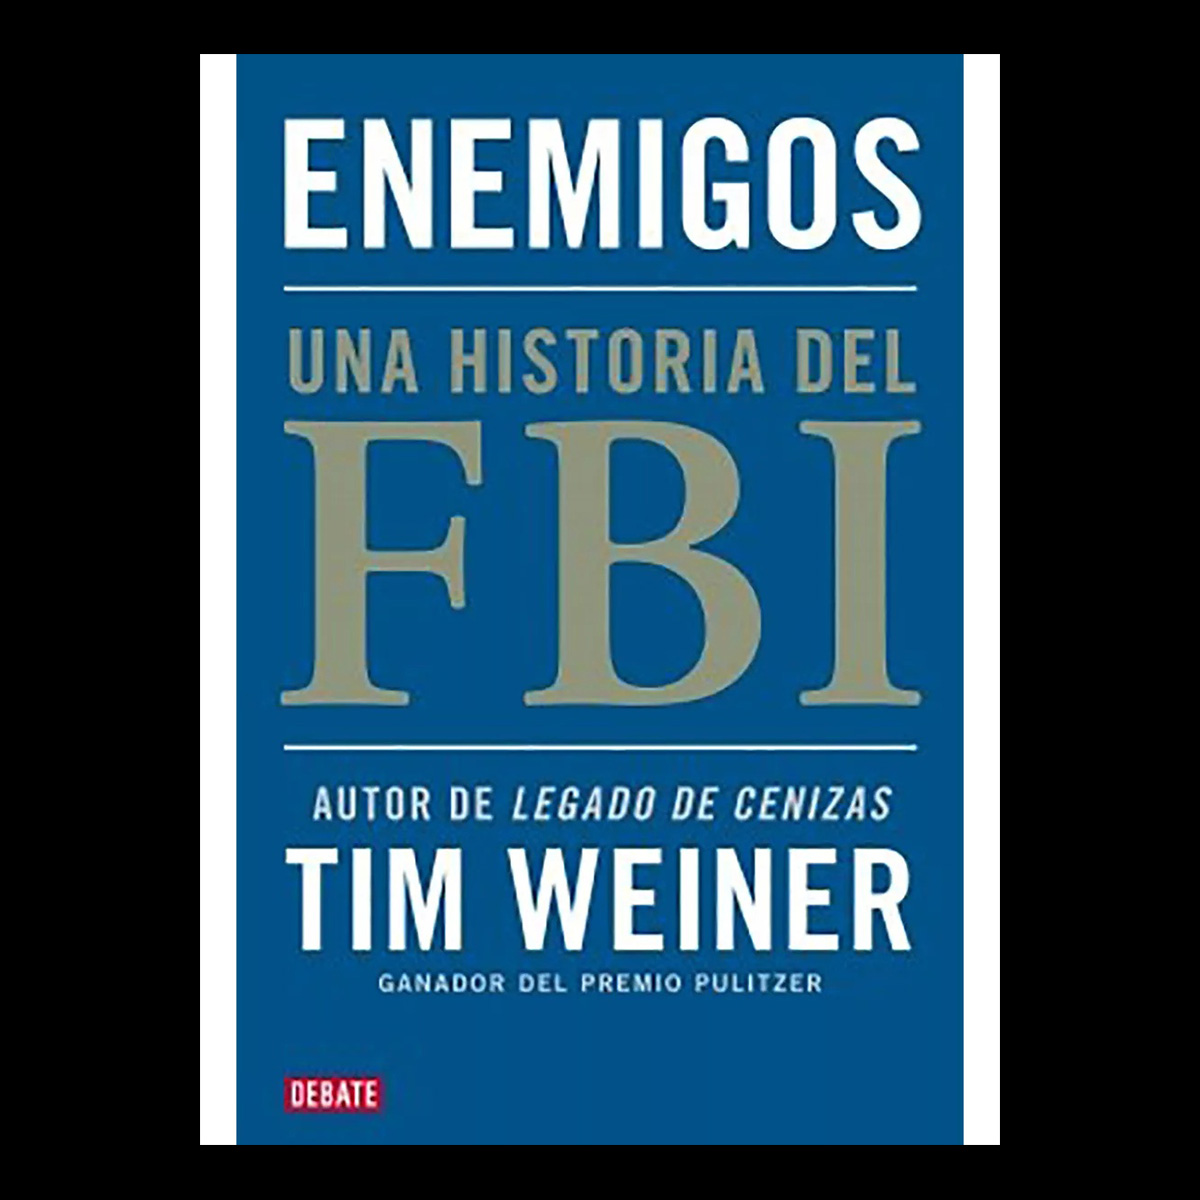 ENEMIGOS
UNA HISTORIA DEL
FBI
AUTOR DE LEGADO DE CENIZAS
TIM WEINER
GANADOR DEL PREMIO PULITZER
DEBATE